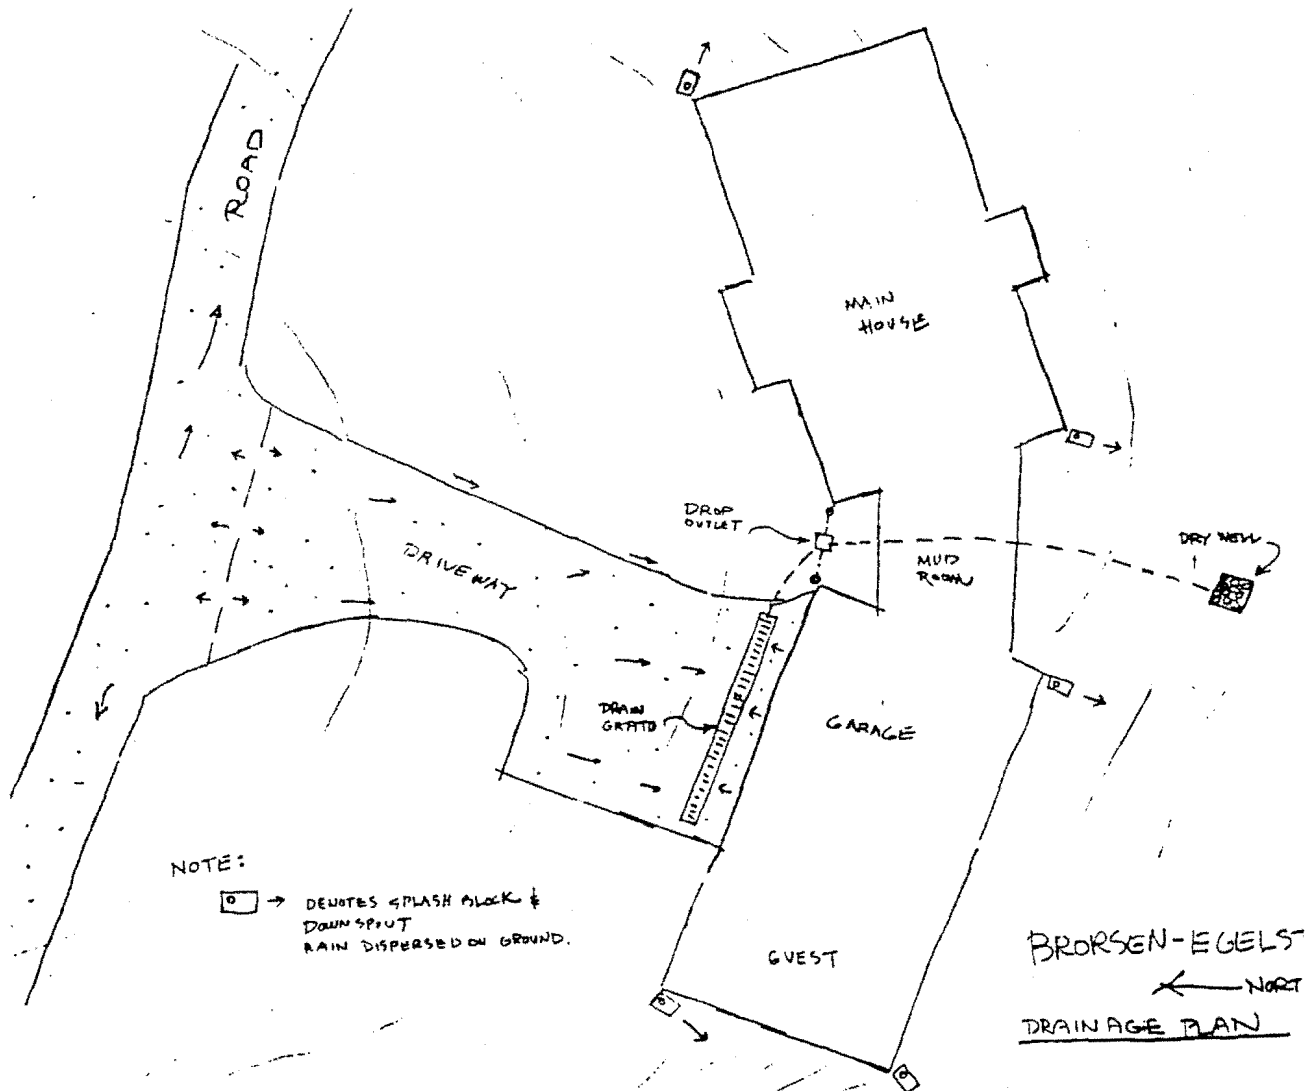 ROAD
MAIN
HOUSE
DROP
OUTLET
DRY WELL
MUD
ROOM
DRIVEWAY
DRAIN
GARAGE
NOTE:
DENOTES SPLASH BLOCK &
DOWNSPOUT
RAIN DISPERSED ON GROUND.
GUEST
BRORSEN-EGELST
NORT
DRAINAGE PLAN